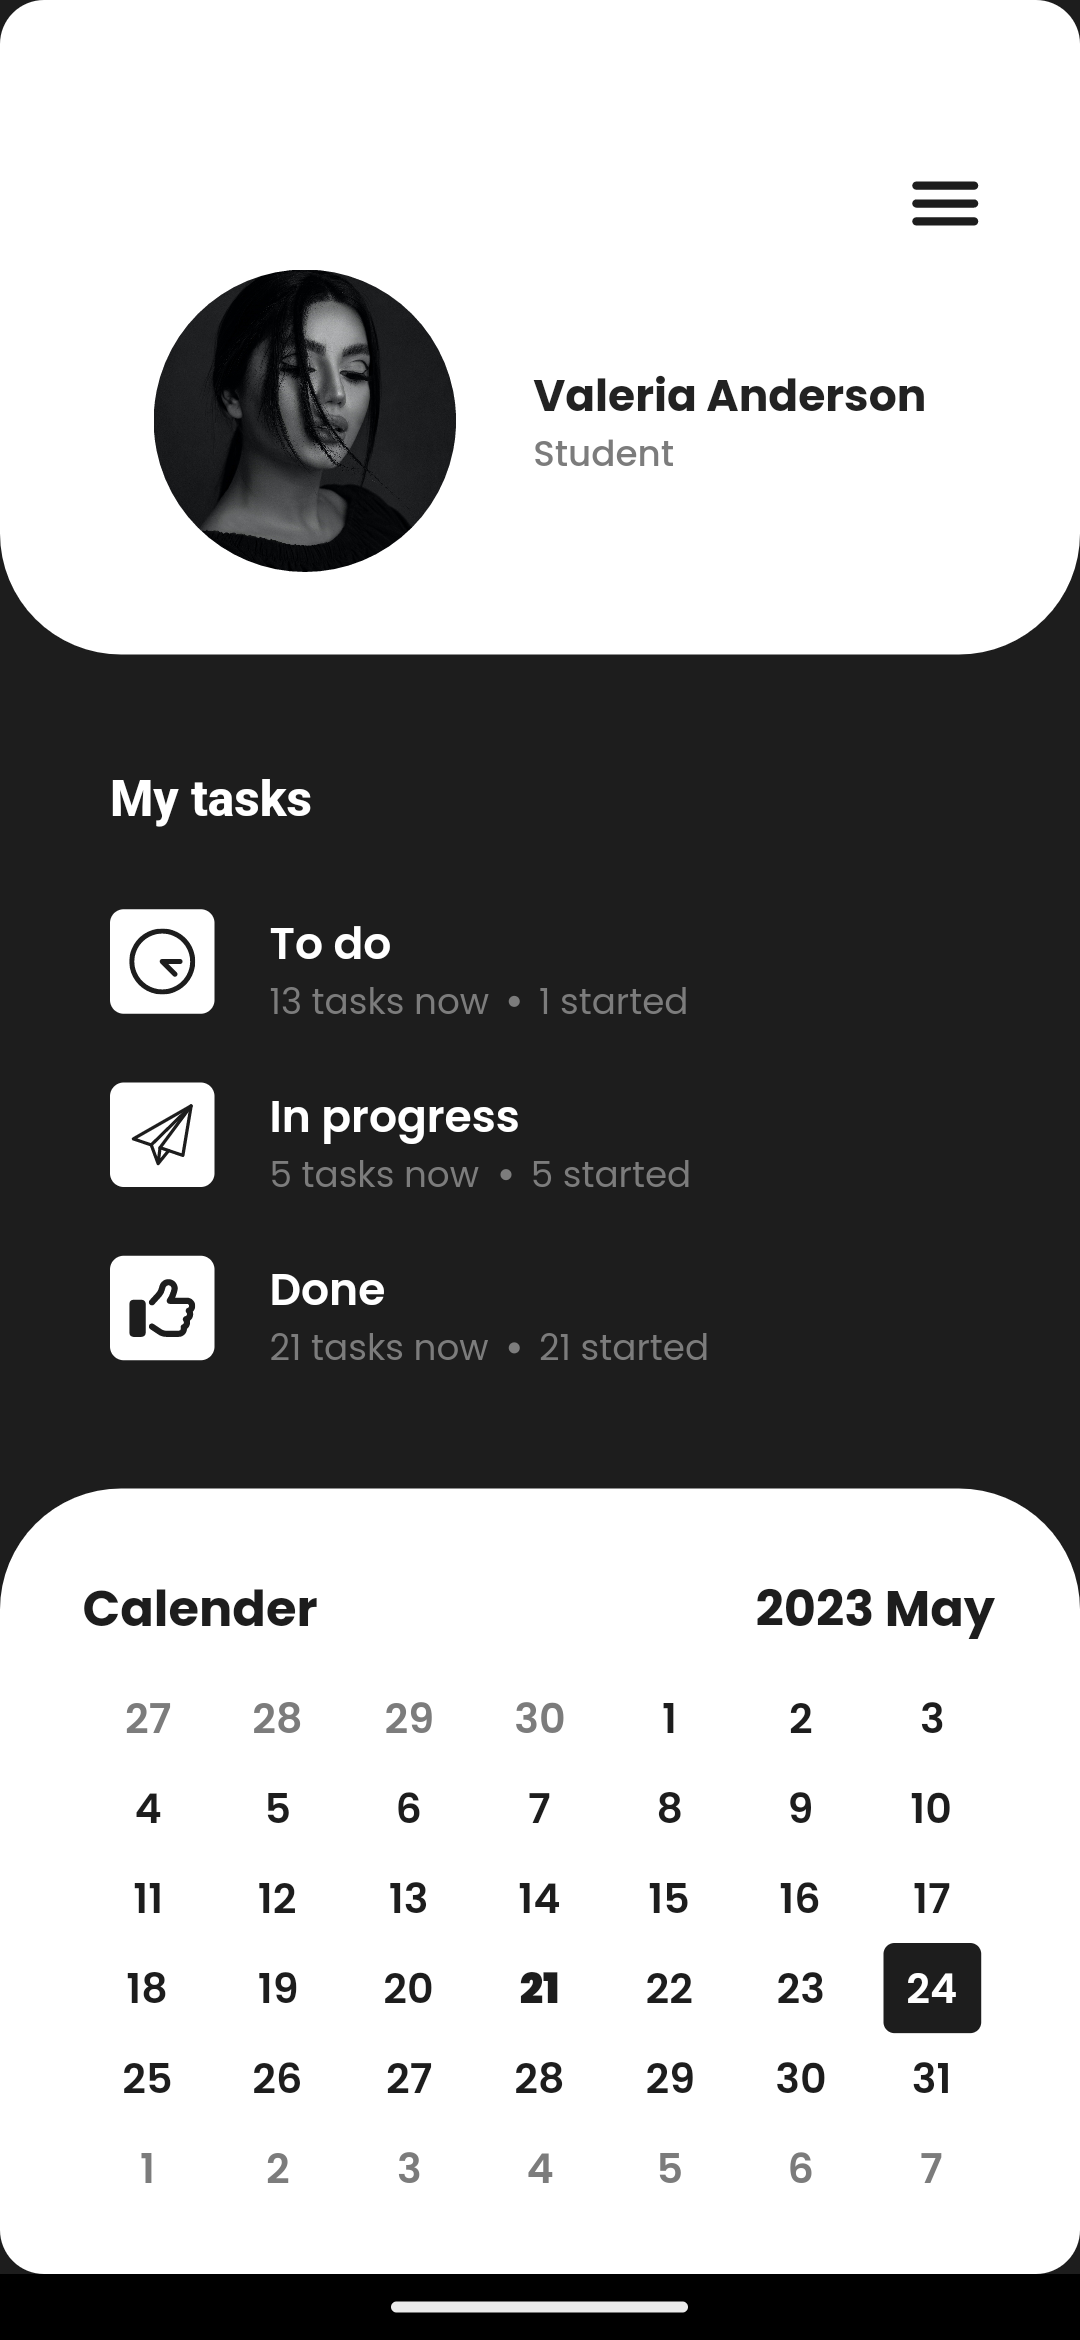 Valeria Anderson
Student
My tasks
To do
13 tasks now • 1 started
In progress
5 tasks now • 5 started
Done
21 tasks now • 21 started
Calender 2023 May
27 28 29 30 1 2 3
4 5 6 7 8 9 10
11 12 13 14 15 16 17
18 19 20 21 22 23 24
25 26 27 28 29 30 31
1 2 3 4 5 6 7